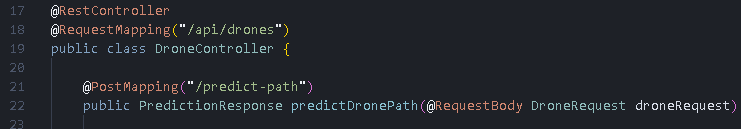 17 @RestController
18 @RequestMapping("/api/drones")
19 public class DroneController {
20
21 @PostMapping("/predict-path")
22 public PredictionResponse predictDronePath(@RequestBody DroneRequest droneRequest)
23